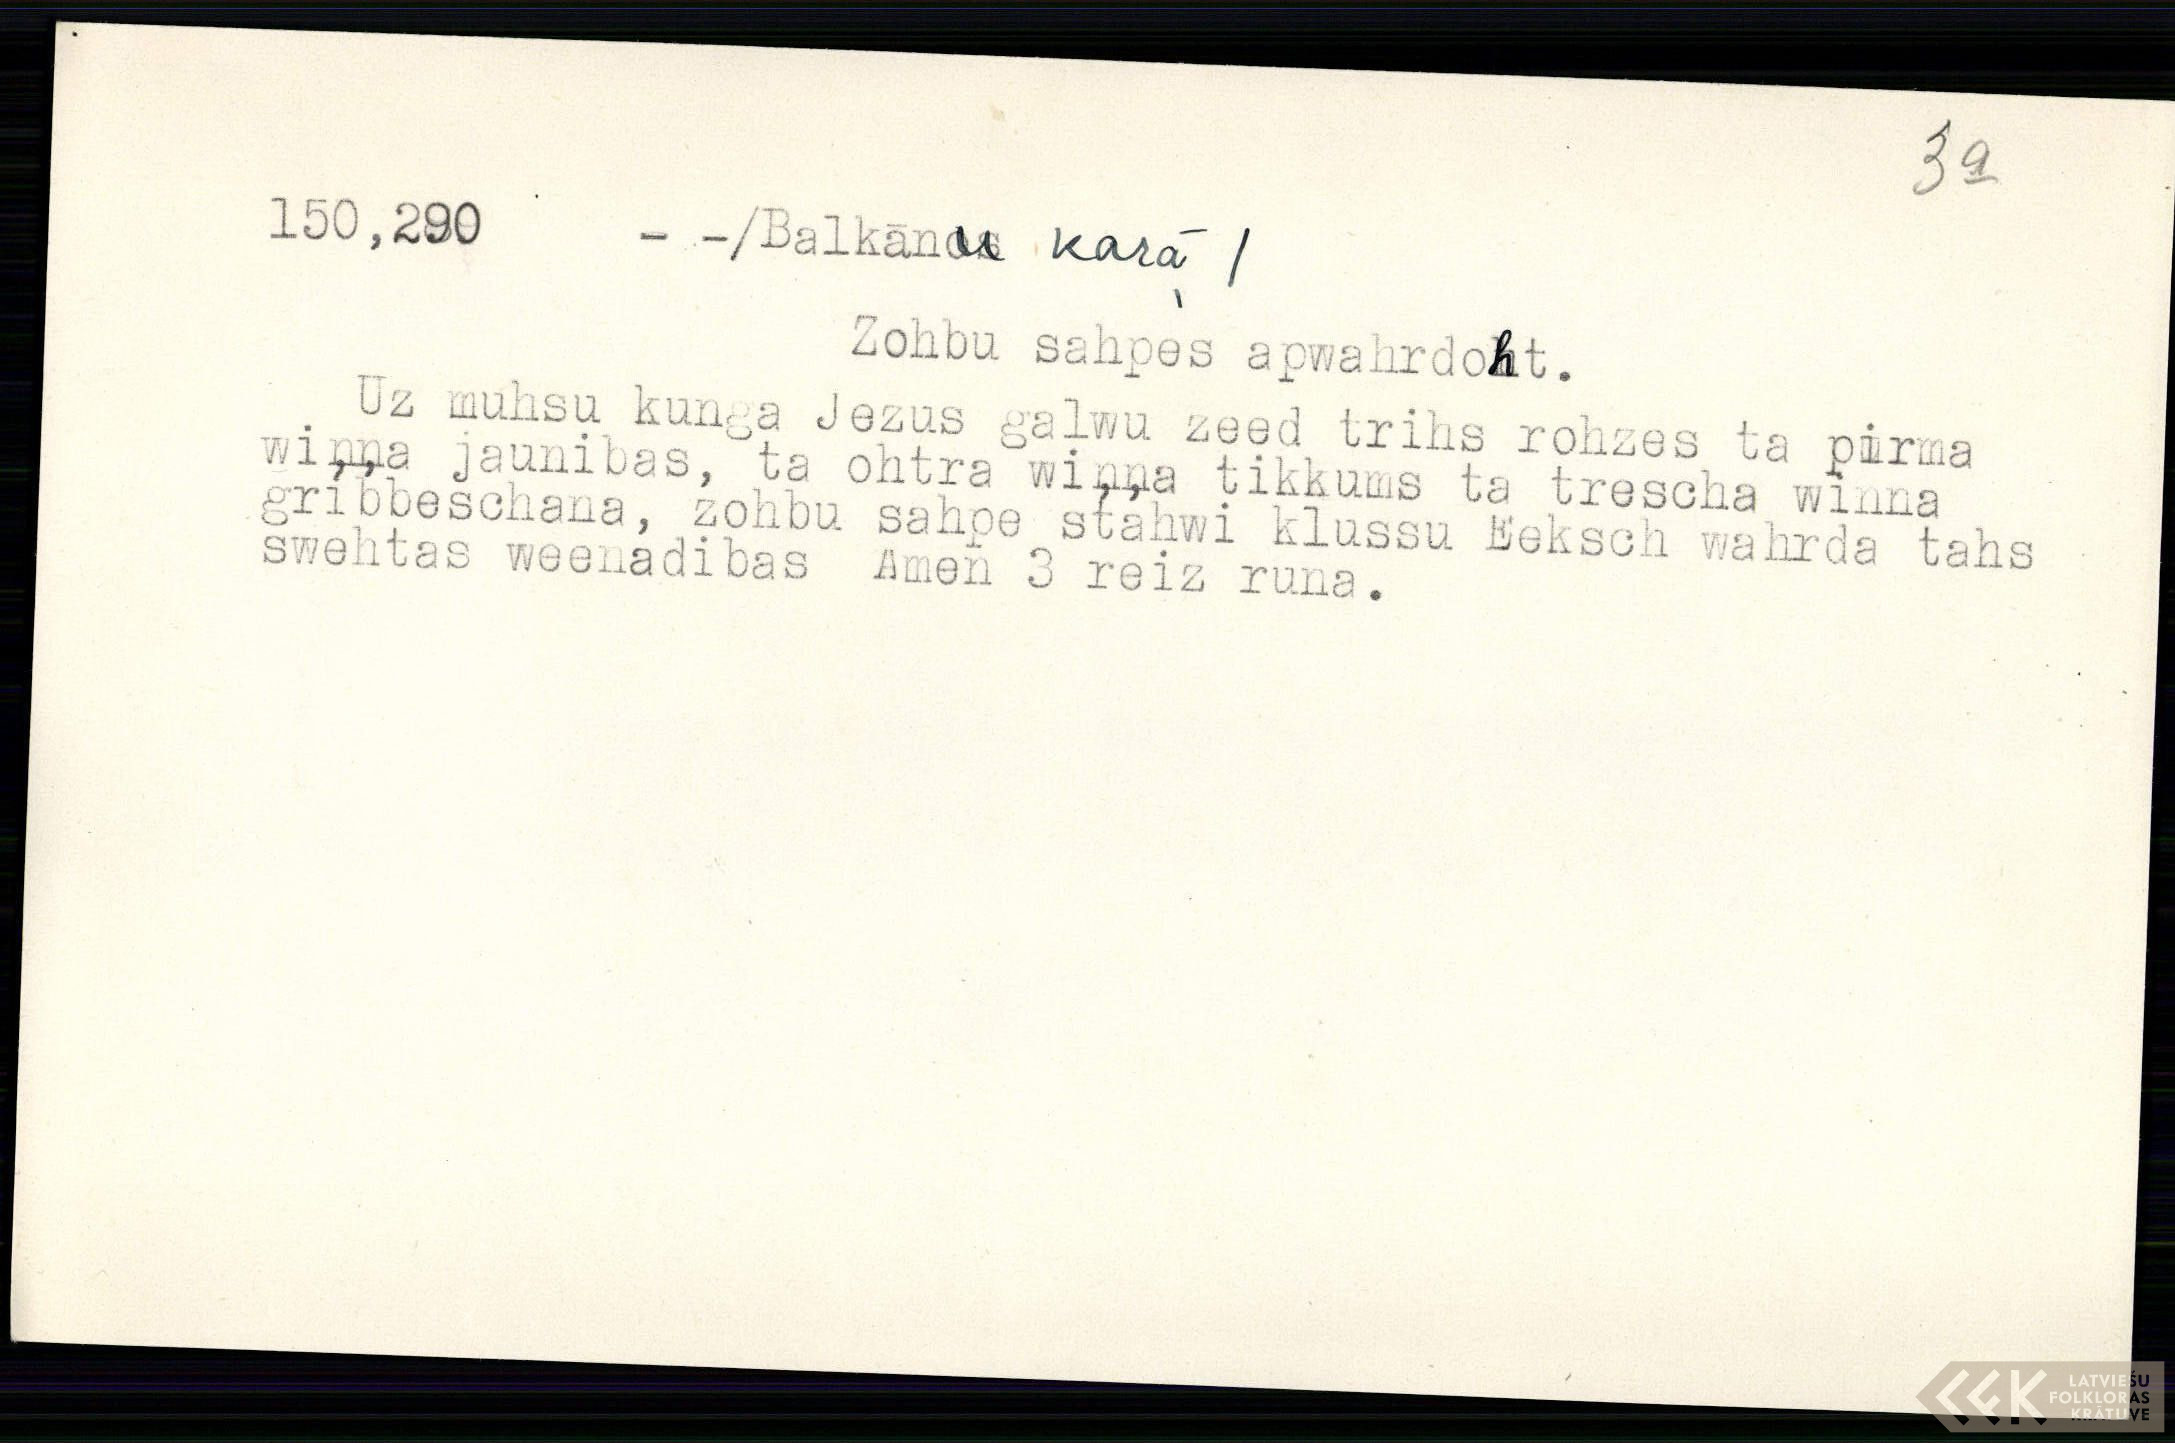 3a
150,290 - -/Balkānu karā /
Zohbu sahpes apwahrdoht.
Uz muhsu kunga Jezus galwu zeed trihs rohzes ta pirma
wiņņa jaunibas, ta ohtra wiņņa tikkums ta trescha winna
gribbeschana, zohbu sahpe stahwi klussu Eeksch wahrda tahs
swehtas weenadibas Amen 3 reiz runa.
LATVIEŠU
FOLKLORAS
KRĀTUVE